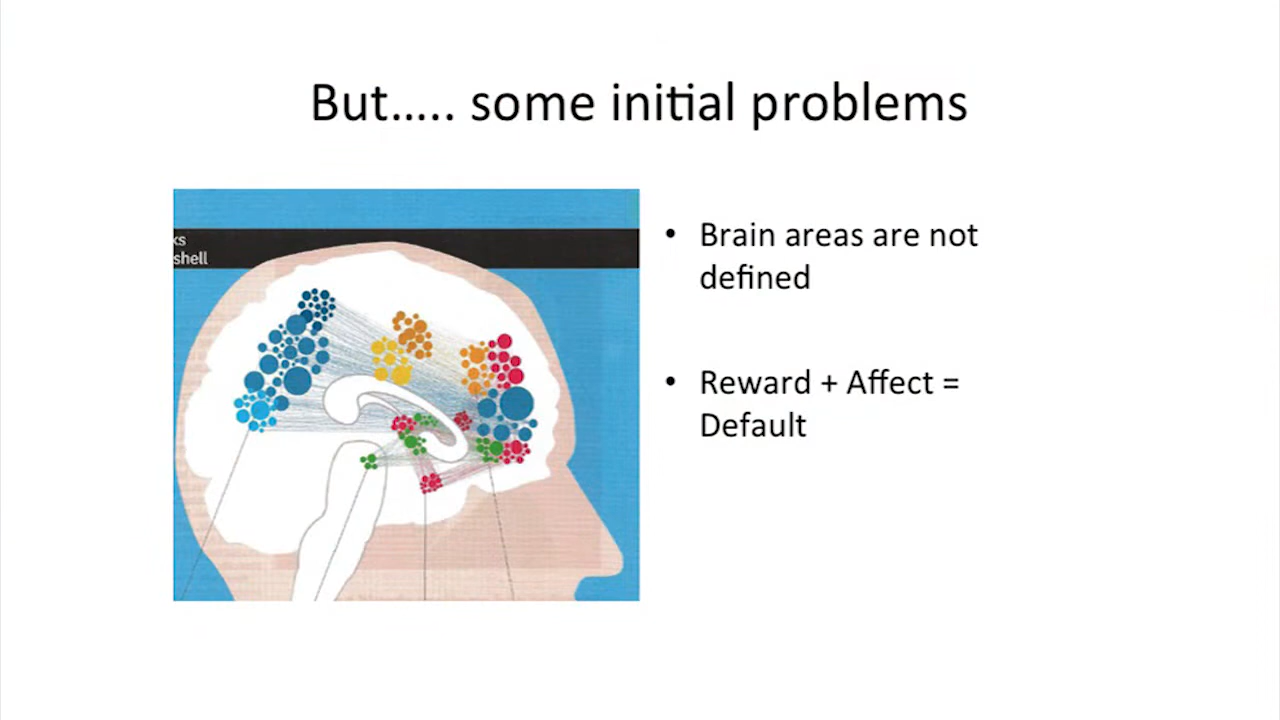 But..... some initial problems
ks
shell
• Brain areas are not
defined
• Reward + Affect =
Default